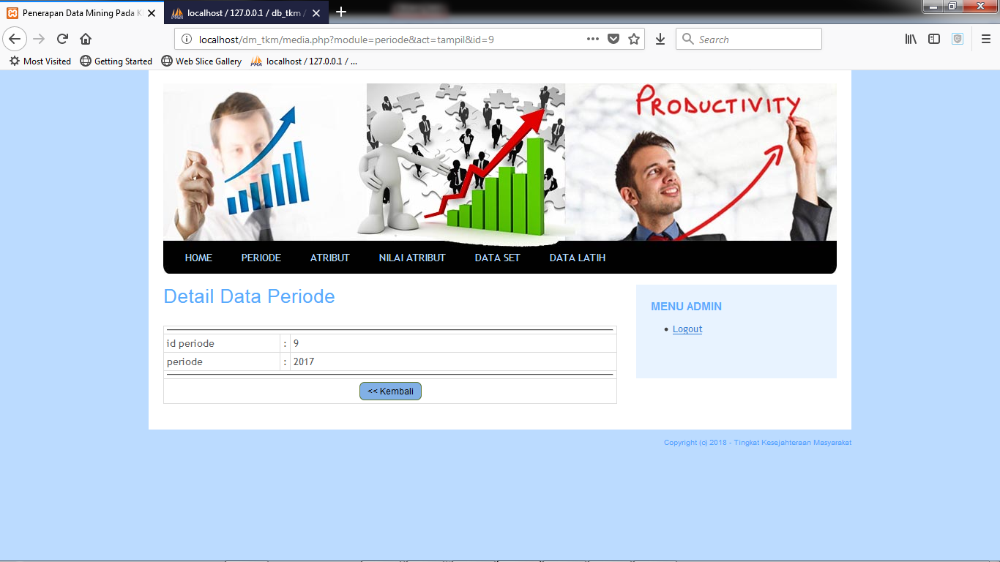 Penerapan Data Mining Pada K
localhost / 127.0.0.1 / db_tkm /
localhost/dm_tkm/media.php?module=periode&act=tampil&id=9
Search
Most Visited
Getting Started
Web Slice Gallery
PMA
localhost / 127.0.0.1 / ...
PRODUCTIVITY
HOME
PERIODE
ATRIBUT
NILAI ATRIBUT
DATA SET
DATA LATIH
Detail Data Periode
id periode : 9
periode : 2017
<< Kembali
MENU ADMIN
Logout
Copyright (c) 2018 - Tingkat Kesejahteraan Masyarakat